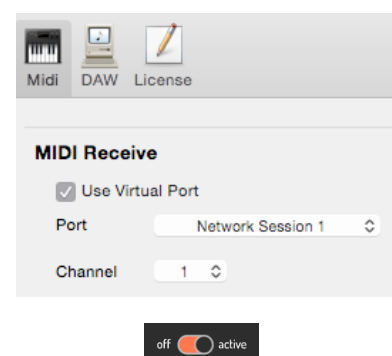 Midi DAW License
MIDI Receive
Use Virtual Port
Port Network Session 1
Channel 1
off active